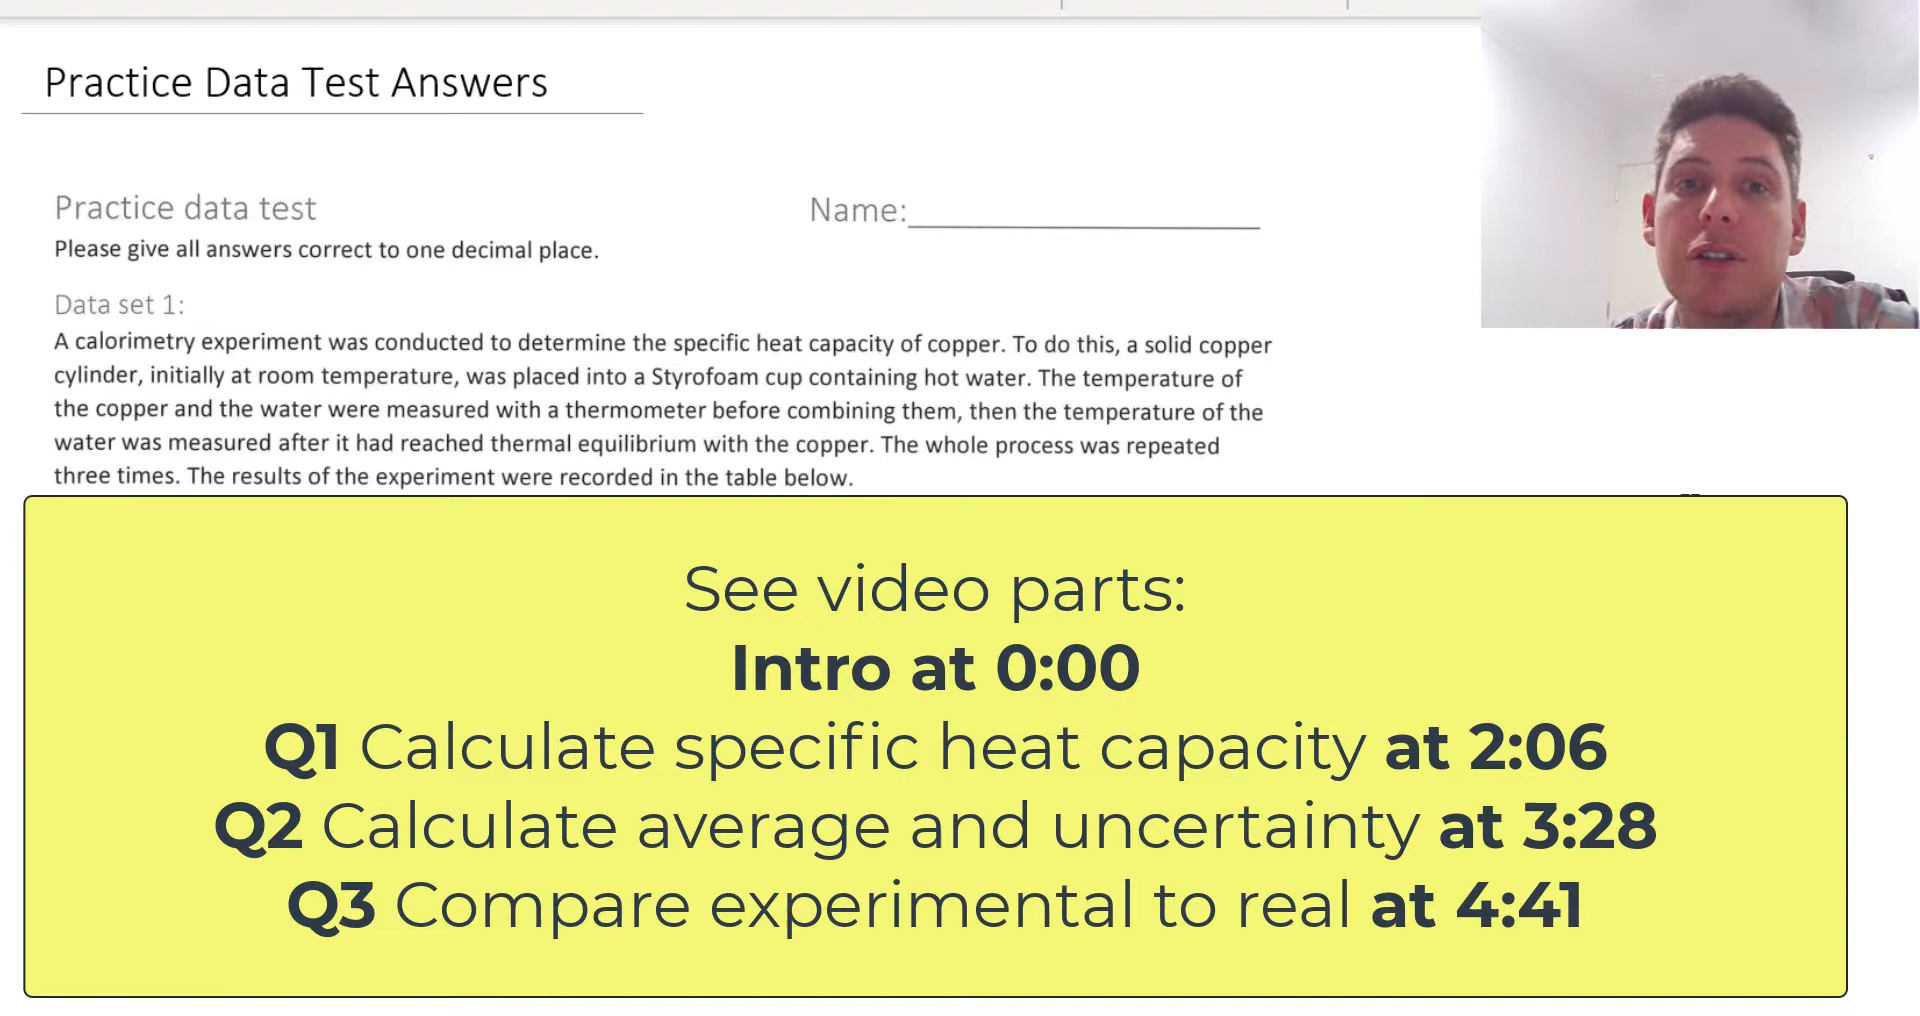 Practice Data Test Answers
Practice data test
Name:
Please give all answers correct to one decimal place.
Data set 1:
A calorimetry experiment was conducted to determine the specific heat capacity of copper. To do this, a solid copper
cylinder, initially at room temperature, was placed into a Styrofoam cup containing hot water. The temperature of
the copper and the water were measured with a thermometer before combining them, then the temperature of the
water was measured after it had reached thermal equilibrium with the copper. The whole process was repeated
three times. The results of the experiment were recorded in the table below.
See video parts:
Intro at 0:00
Q1 Calculate specific heat capacity at 2:06
Q2 Calculate average and uncertainty at 3:28
Q3 Compare experimental to real at 4:41